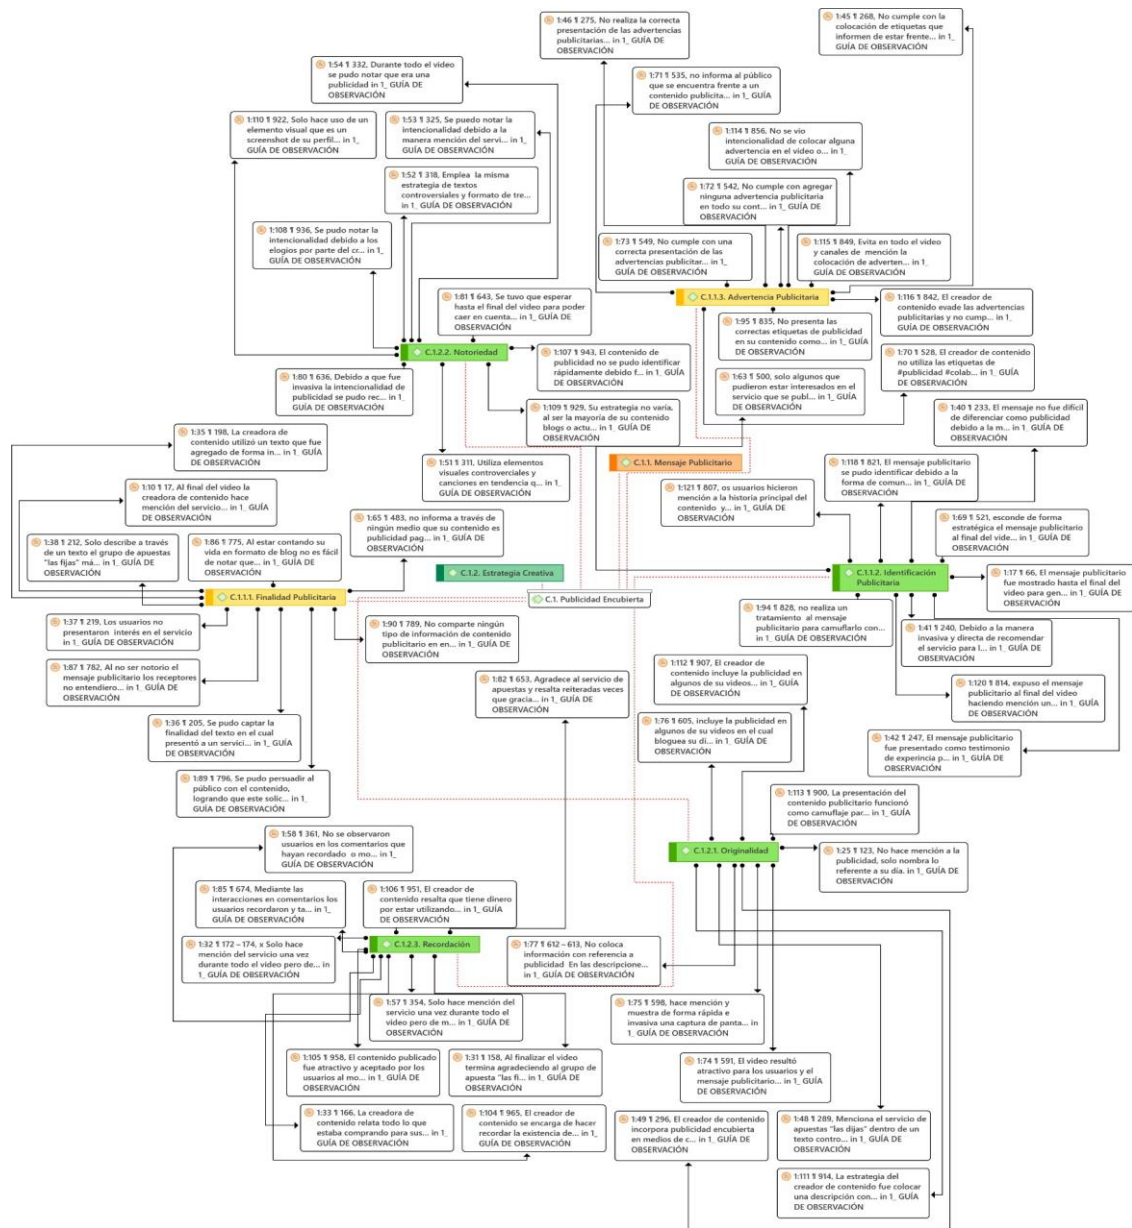 1:46 ¶ 275, No realiza la correcta
presentación de las advertencias
publicitarias... in 1_ GUÍA DE
OBSERVACIÓN
1:45 ¶ 268, No cumple con la
colocación de etiquetas que
informen de estar frente... in 1_
GUÍA DE OBSERVACIÓN
1:54 ¶ 332, Durante todo el video
se pudo notar que era una
publicidad in 1_ GUÍA DE
OBSERVACIÓN
1:71 ¶ 535, no informa al público
que se encuentra frente a un
contenido publicita... in 1_ GUÍA DE
OBSERVACIÓN
1:110 ¶ 922, Solo hace uso de un
elemento visual que es un
screenshot de su perfil... in 1_
GUÍA DE OBSERVACIÓN
1:53 ¶ 325, Se puedo notar la
intencionalidad debido a la
manera mención del servi... in 1_
GUÍA DE OBSERVACIÓN
1:114 ¶ 856, No se vio
intencionalidad de colocar alguna
advertencia en el video o... in 1_
GUÍA DE OBSERVACIÓN
1:52 ¶ 318, Emplea la misma
estrategia de textos
controversiales y formato de tre...
in 1_ GUÍA DE OBSERVACIÓN
1:72 ¶ 542, No cumple con agregar
ninguna advertencia publicitaria
en todo su cont... in 1_ GUÍA DE
OBSERVACIÓN
1:108 ¶ 936, Se pudo notar la
intencionalidad debido a los
elogios por parte del cr... in 1_
GUÍA DE OBSERVACIÓN
1:73 ¶ 549, No cumple con una
correcta presentación de las
advertencias publicitar... in 1_
GUÍA DE OBSERVACIÓN
1:115 ¶ 849, Evita en todo el video
y canales de mención la
colocación de adverten... in 1_
GUÍA DE OBSERVACIÓN
1:81 ¶ 643, Se tuvo que esperar
hasta el final del video para poder
caer en cuenta... in 1_ GUÍA DE
OBSERVACIÓN
C.1.1.3. Advertencia Publicitaria
1:116 ¶ 842, El creador de
contenido evade las advertencias
publicitarias y no cump... in 1_
GUÍA DE OBSERVACIÓN
1:95 ¶ 835, No presenta las
correctas etiquetas de publicidad
en su contenido como... in 1_
GUÍA DE OBSERVACIÓN
C.1.2.2. Notoriedad
1:107 ¶ 943, El contenido de
publicidad no se pudo identificar
rápidamente debido f... in 1_
GUÍA DE OBSERVACIÓN
1:70 ¶ 528, El creador de contenido
no utiliza las etiquetas de
#publicidad #colab... in 1_ GUÍA DE
OBSERVACIÓN
1:80 ¶ 636, Debido a que fue
invasiva la intencionalidad de
publicidad se pudo rec... in 1_
GUÍA DE OBSERVACIÓN
1:63 ¶ 500, solo algunos que
pudieron estar interesados en el
servicio que se publ... in 1_ GUÍA DE
OBSERVACIÓN
1:109 ¶ 929, Su estrategia no varía,
al ser la mayoría de su contenido
blogs o actu... in 1_ GUÍA DE
OBSERVACIÓN
1:40 ¶ 233, El mensaje no fue difícil
de diferenciar como publicidad
debido a la m... in 1_ GUÍA DE
OBSERVACIÓN
1:35 ¶ 198, La creadora de
contenido utilizó un texto que fue
agregado de forma in... in 1_
GUÍA DE OBSERVACIÓN
1:51 ¶ 311, Utiliza elementos
visuales controverciales y
canciones en tendencia q... in 1_
GUÍA DE OBSERVACIÓN
C.1.1. Mensaje Publicitario
1:118 ¶ 821, El mensaje publicitario
se pudo identificar debido a la
forma de comun... in 1_ GUÍA DE
OBSERVACIÓN
1:10 ¶ 17, Al final del video la
creadora de contenido hace
mención del servicio... in 1_ GUÍA DE
OBSERVACIÓN
1:121 ¶ 807, os usuarios hicieron
mención a la historia principal del
contenido y... in 1_ GUÍA DE
OBSERVACIÓN
1:65 ¶ 483, no informa a través de
ningún medio que su contenido es
publicidad pag... in 1_ GUÍA DE
OBSERVACIÓN
1:69 ¶ 521, esconde de forma
estratégica el mensaje publicitario
al final del vide... in 1_ GUÍA DE
OBSERVACIÓN
1:38 ¶ 212, Solo describe a través
de un texto el grupo de apuestas
"las fijas" má... in 1_ GUÍA DE
OBSERVACIÓN
1:86 ¶ 775, Al estar contando su
vida en formato de blog no es fácil
de notar que... in 1_ GUÍA DE
OBSERVACIÓN
C.1.2. Estrategia Creativa
C.1.1.2. Identificación
Publicitaria
1:17 ¶ 66, El mensaje publicitario
fue mostrado hasta el final del
video para gen... in 1_ GUÍA DE
OBSERVACIÓN
C.1.1.1. Finalidad Publicitaria
C.1. Publicidad Encubierta
1:94 ¶ 828, no realiza un
tratamiento al mensaje
publicitario para camuflarlo con...
in 1_ GUÍA DE OBSERVACIÓN
1:37 ¶ 219, Los usuarios no
presentaron interés en el servicio
in 1_ GUÍA DE OBSERVACIÓN
1:90 ¶ 789, No comparte ningún
tipo de información de contenido
publicitario en en... in 1_ GUÍA DE
OBSERVACIÓN
1:41 ¶ 240, Debido a la manera
invasiva y directa de recomendar
el servicio para l... in 1_ GUÍA DE
OBSERVACIÓN
1:87 ¶ 782, Al no ser notorio el
mensaje publicitario los receptores
no entendiero... in 1_ GUÍA DE
OBSERVACIÓN
1:112 ¶ 907, El creador de
contenido incluye la publicidad
en algunos de su videos... in 1_
GUÍA DE OBSERVACIÓN
1:82 ¶ 653, Agradece al servicio de
apuestas y resalta reiteradas veces
que gracia... in 1_ GUÍA DE
OBSERVACIÓN
1:120 ¶ 814, expuso el mensaje
publicitario al final del video
haciendo mención un... in 1_
GUÍA DE OBSERVACIÓN
1:36 ¶ 205, Se pudo captar la
finalidad del texto en el cual
presentó a un servici... in 1_
GUÍA DE OBSERVACIÓN
1:76 ¶ 605, incluye la publicidad en
algunos de su videos en el cual
bloguea su di... in 1_ GUÍA DE
OBSERVACIÓN
1:42 ¶ 247, El mensaje publicitario
fue presentado como testimonio
de experincia p... in 1_ GUÍA DE
OBSERVACIÓN
1:89 ¶ 796, Se pudo persuadir al
público con el contenido,
logrando que este solic... in 1_
GUÍA DE OBSERVACIÓN
1:113 ¶ 900, La presentación del
contenido publicitario funcionó
como camuflaje par... in 1_
GUÍA DE OBSERVACIÓN
1:58 ¶ 361, No se observaron
usuarios en los comentarios que
hayan recordado o mo... in 1_
GUÍA DE OBSERVACIÓN
C.1.2.1. Originalidad
1:25 ¶ 123, No hace mención a la
publicidad, solo nombra lo
referente a su día. in 1_ GUÍA DE
OBSERVACIÓN
1:85 ¶ 674, Mediante las
interacciones en comentarios los
usuarios recordaron y ta... in 1_
GUÍA DE OBSERVACIÓN
1:106 ¶ 951, El creador de
contenido resalta que tiene dinero
por estar utilizando... in 1_ GUÍA DE
OBSERVACIÓN
1:32 ¶ 172 – 174, x Solo hace
mención del servicio una vez
durante todo el video pero de... in
1_ GUÍA DE OBSERVACIÓN
C.1.2.3. Recordación
1:77 ¶ 612 – 613, No coloca
información con referencia a
publicidad En las descripcione...
in 1_ GUÍA DE OBSERVACIÓN
1:57 ¶ 354, Solo hace mención del
servicio una vez durante todo el
video pero de m... in 1_ GUÍA DE
OBSERVACIÓN
1:75 ¶ 598, hace mención y
muestra de forma rápida e
invasiva una captura de panta... in
1_ GUÍA DE OBSERVACIÓN
1:105 ¶ 958, El contenido publicado
fue atractivo y aceptado por los
usuarios al mo... in 1_ GUÍA DE
OBSERVACIÓN
1:31 ¶ 158, Al finalizar el video
termina agradeciendo al grupo de
apuesta "las fi... in 1_ GUÍA DE
OBSERVACIÓN
1:74 ¶ 591, El video resultó
atractivo para los usuarios y el
mensaje publicitario... in 1_ GUÍA
DE OBSERVACIÓN
1:33 ¶ 166, La creadora de
contenido relata todo lo que
estaba comprando para sus...
in 1_ GUÍA DE OBSERVACIÓN
1:104 ¶ 965, El creador de
contenido se encarga de hacer
recordar la existencia de... in 1_
GUÍA DE OBSERVACIÓN
1:49 ¶ 296, El creador de contenido
incorpora publicidad encubierta
en medios de c... in 1_ GUÍA DE
OBSERVACIÓN
1:48 ¶ 289, Menciona el servicio de
apuestas "las dijas" dentro de un
texto contro... in 1_ GUÍA DE
OBSERVACIÓN
1:111 ¶ 914, La estrategia del
creador de contenido fue colocar
una descripción con... in 1_ GUÍA
DE OBSERVACIÓN